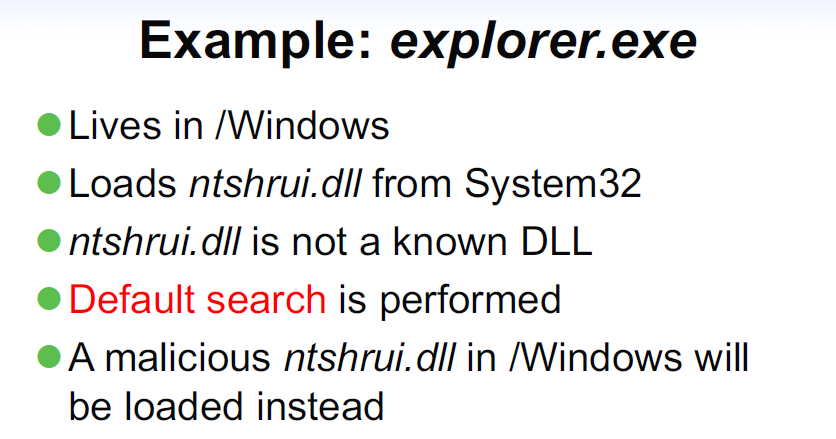 Example: explorer.exe
Lives in /Windows
Loads ntshrui.dll from System32
ntshrui.dll is not a known DLL
Default search is performed
A malicious ntshrui.dll in /Windows will
be loaded instead